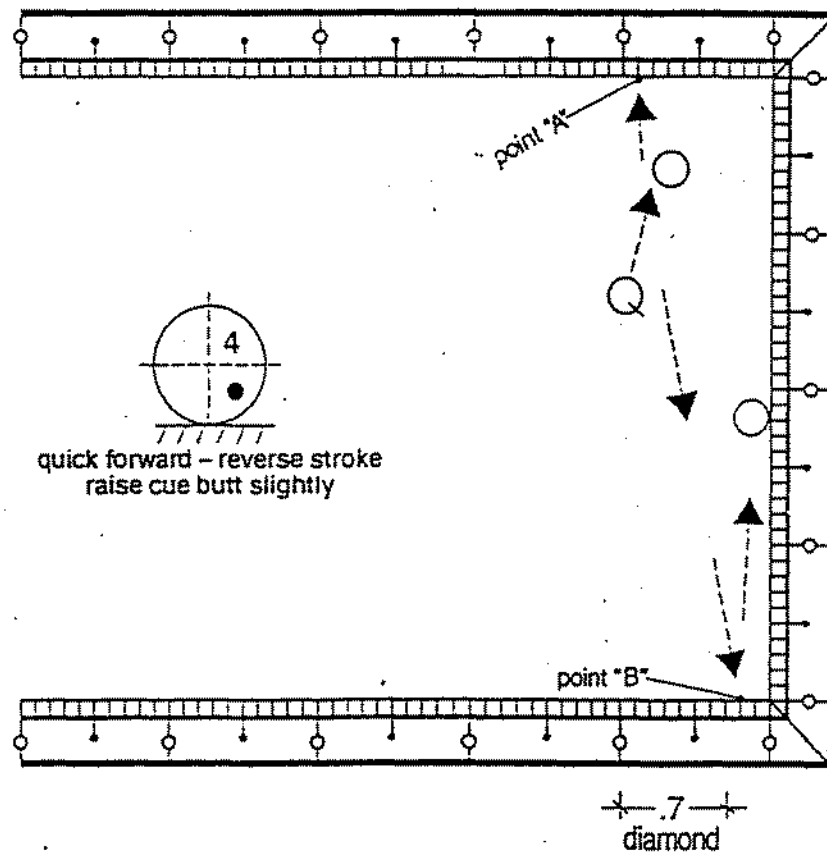 point "A"
4
quick forward – reverse stroke
raise cue butt slightly
point "B"
.7
diamond